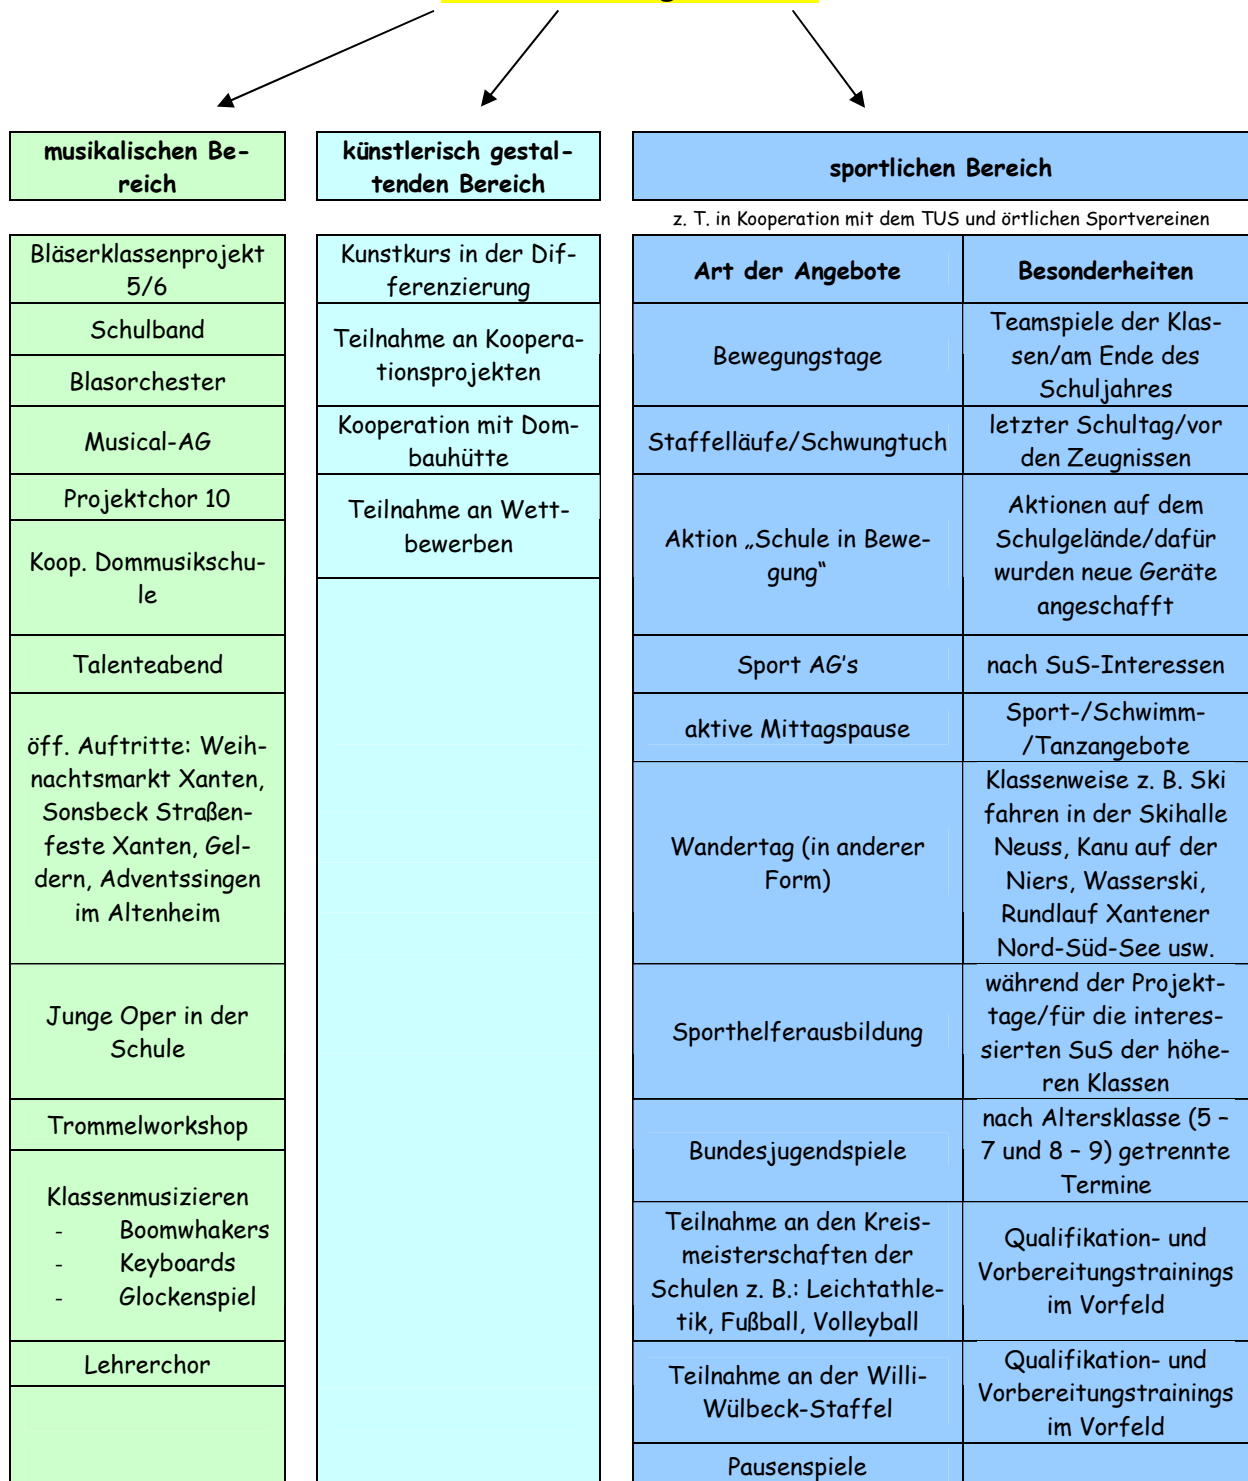 musikalischen Be-
reich
künstlerisch gestal-
tenden Bereich
sportlichen Bereich
z. T. in Kooperation mit dem TUS und örtlichen Sportvereinen
Bläserklassenprojekt
5/6
Schulband
Blasorchester
Musical-AG
Projektchor 10
Koop. Dommusikschu-
le
Talenteabend
öff. Auftritte: Weih-
nachtsmarkt Xanten,
Sonsbeck Straßen-
feste Xanten, Gel-
dern, Adventssingen
im Altenheim
Junge Oper in der
Schule
Trommelworkshop
Klassenmusizieren
- Boomwhakers
- Keyboards
- Glockenspiel
Lehrerchor
Kunstkurs in der Dif-
ferenzierung
Teilnahme an Koopera-
tionsprojekten
Kooperation mit Dom-
bauhütte
Teilnahme an Wett-
bewerben
Art der Angebote
Besonderheiten
Bewegungstage
Teamspiele der Klas-
sen/am Ende des
Schuljahres
Staffelläufe/Schwungtuch
letzter Schultag/vor
den Zeugnissen
Aktion „Schule in Bewe-
gung“
Aktionen auf dem
Schulgelände/dafür
wurden neue Geräte
angeschafft
Sport AG's
nach SuS-Interessen
aktive Mittagspause
Sport-/Schwimm-
/Tanzangebote
Wandertag (in anderer
Form)
Klassenweise z. B. Ski
fahren in der Skihalle
Neuss, Kanu auf der
Niers, Wasserski,
Rundlauf Xantener
Nord-Süd-See usw.
Sporthelferausbildung
während der Projekt-
tage/für die interes-
sierten SuS der höhe-
ren Klassen
Bundesjugendspiele
nach Altersklasse (5 –
7 und 8 – 9) getrennte
Termine
Teilnahme an den Kreis-
meisterschaften der
Schulen z. B.: Leichtathle-
tik, Fußball, Volleyball
Qualifikation- und
Vorbereitungstrainings
im Vorfeld
Teilnahme an der Willi-
Wülbeck-Staffel
Qualifikation- und
Vorbereitungstrainings
im Vorfeld
Pausenspiele